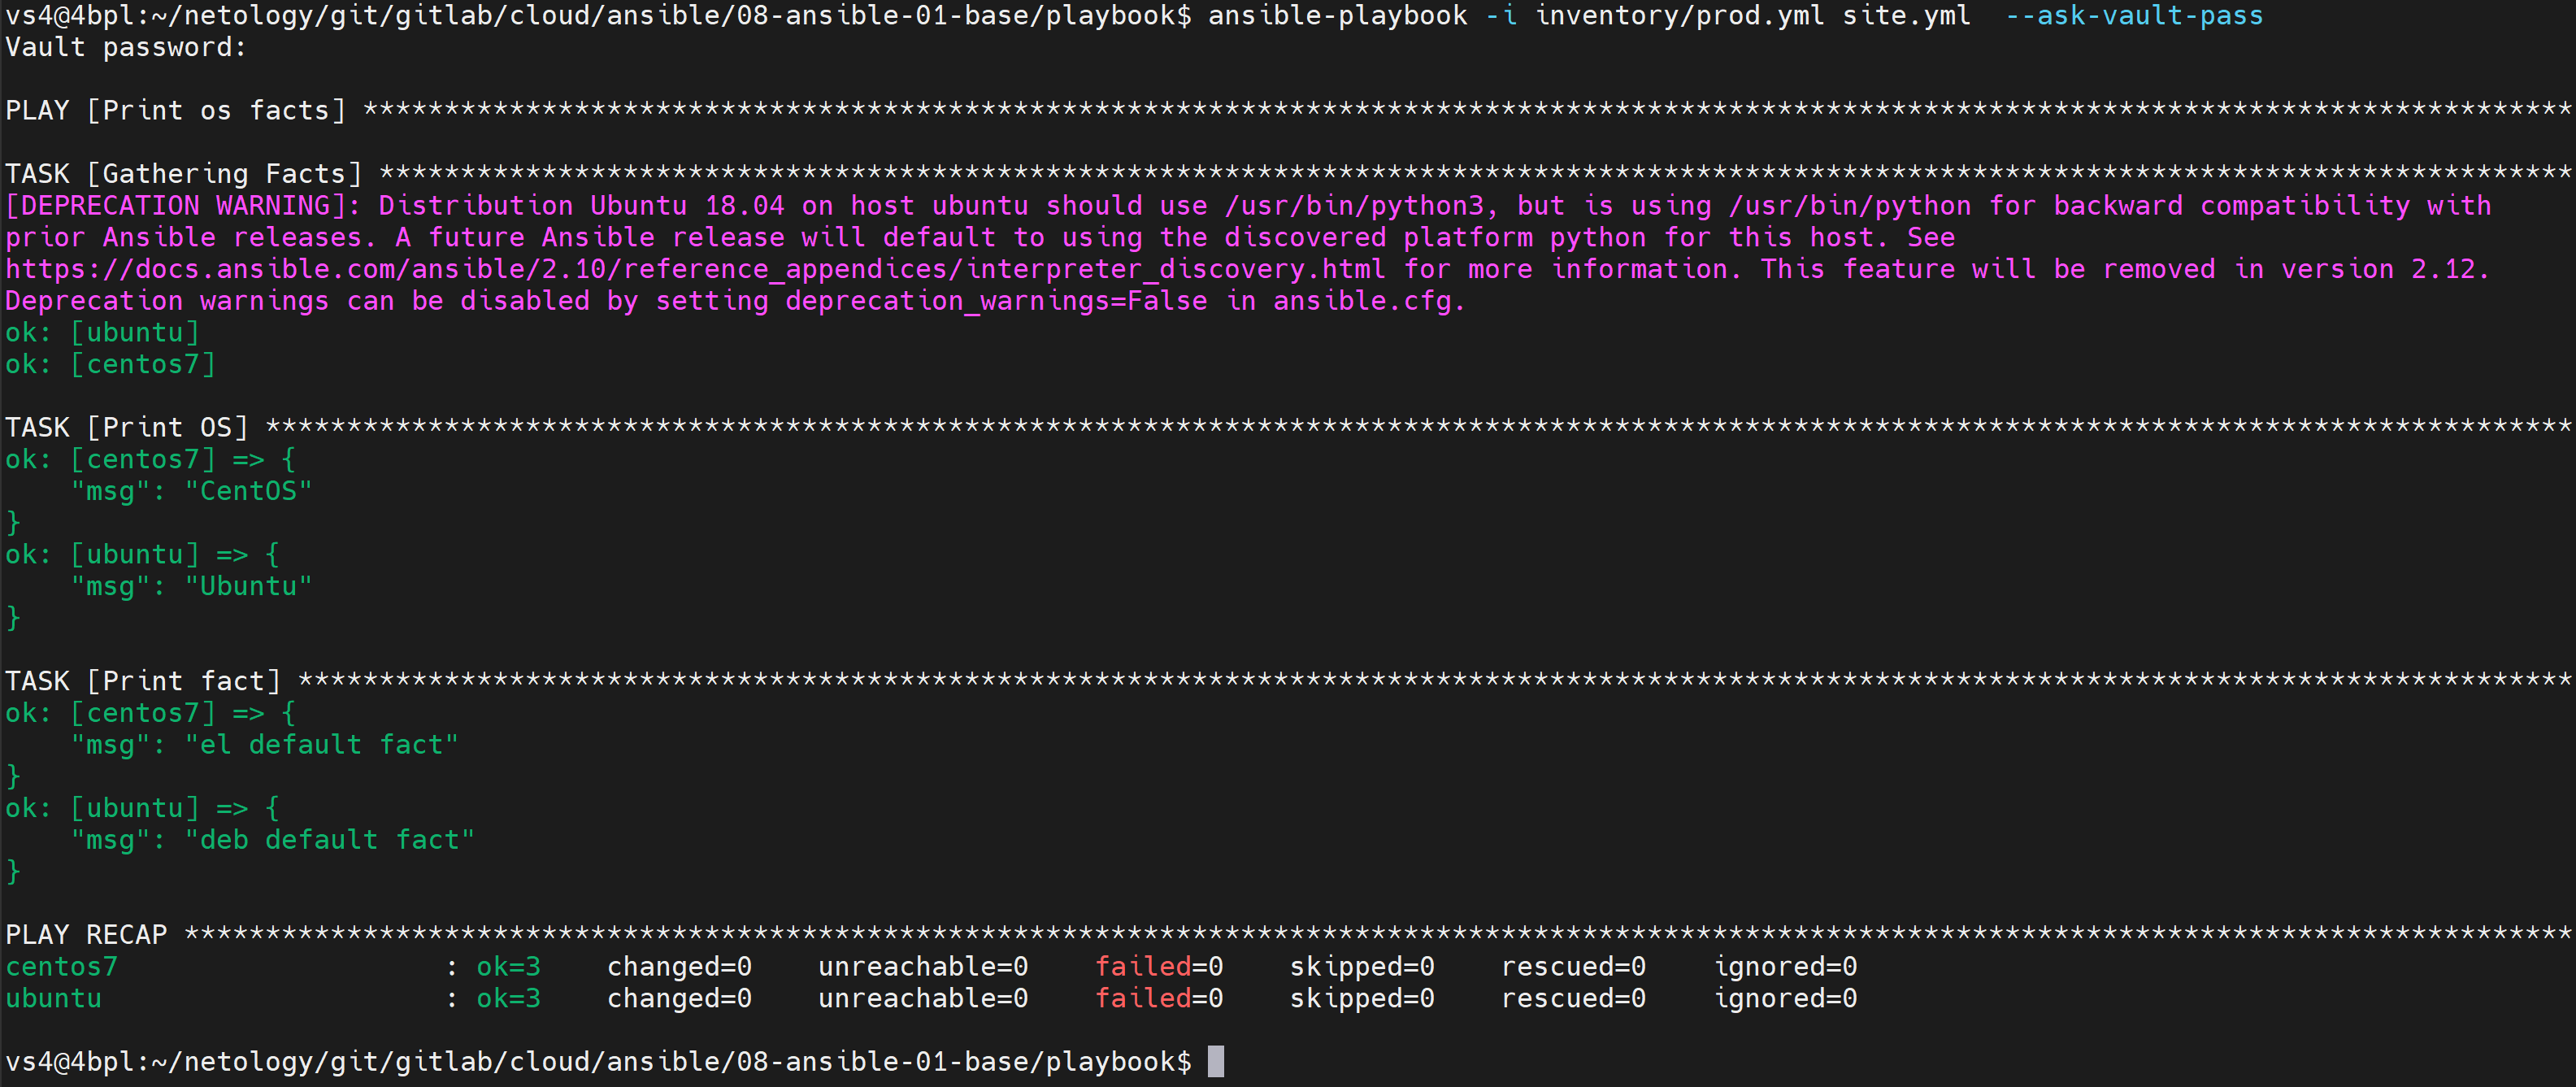 vs4@4bpl:~/netology/git/gitlab/cloud/ansible/08-ansible-01-base/playbook$ ansible-playbook -i inventory/prod.yml site.yml  --ask-vault-pass
Vault password:
PLAY [Print os facts] ****************************************************************************************************************************************
TASK [Gathering Facts] ***************************************************************************************************************************************
[DEPRECATION WARNING]: Distribution Ubuntu 18.04 on host ubuntu should use /usr/bin/python3, but is using /usr/bin/python for backward compatibility with
prior Ansible releases. A future Ansible release will default to using the discovered platform python for this host. See
https://docs.ansible.com/ansible/2.10/reference_appendices/interpreter_discovery.html for more information. This feature will be removed in version 2.12.
Deprecation warnings can be disabled by setting deprecation_warnings=False in ansible.cfg.
ok: [ubuntu]
ok: [centos7]
TASK [Print OS] **********************************************************************************************************************************************
ok: [centos7] => {
    "msg": "CentOS"
}
ok: [ubuntu] => {
    "msg": "Ubuntu"
}
TASK [Print fact] ********************************************************************************************************************************************
ok: [centos7] => {
    "msg": "el default fact"
}
ok: [ubuntu] => {
    "msg": "deb default fact"
}
PLAY RECAP ***************************************************************************************************************************************************
centos7                    : ok=3    changed=0    unreachable=0    failed=0    skipped=0    rescued=0    ignored=0
ubuntu                     : ok=3    changed=0    unreachable=0    failed=0    skipped=0    rescued=0    ignored=0
vs4@4bpl:~/netology/git/gitlab/cloud/ansible/08-ansible-01-base/playbook$